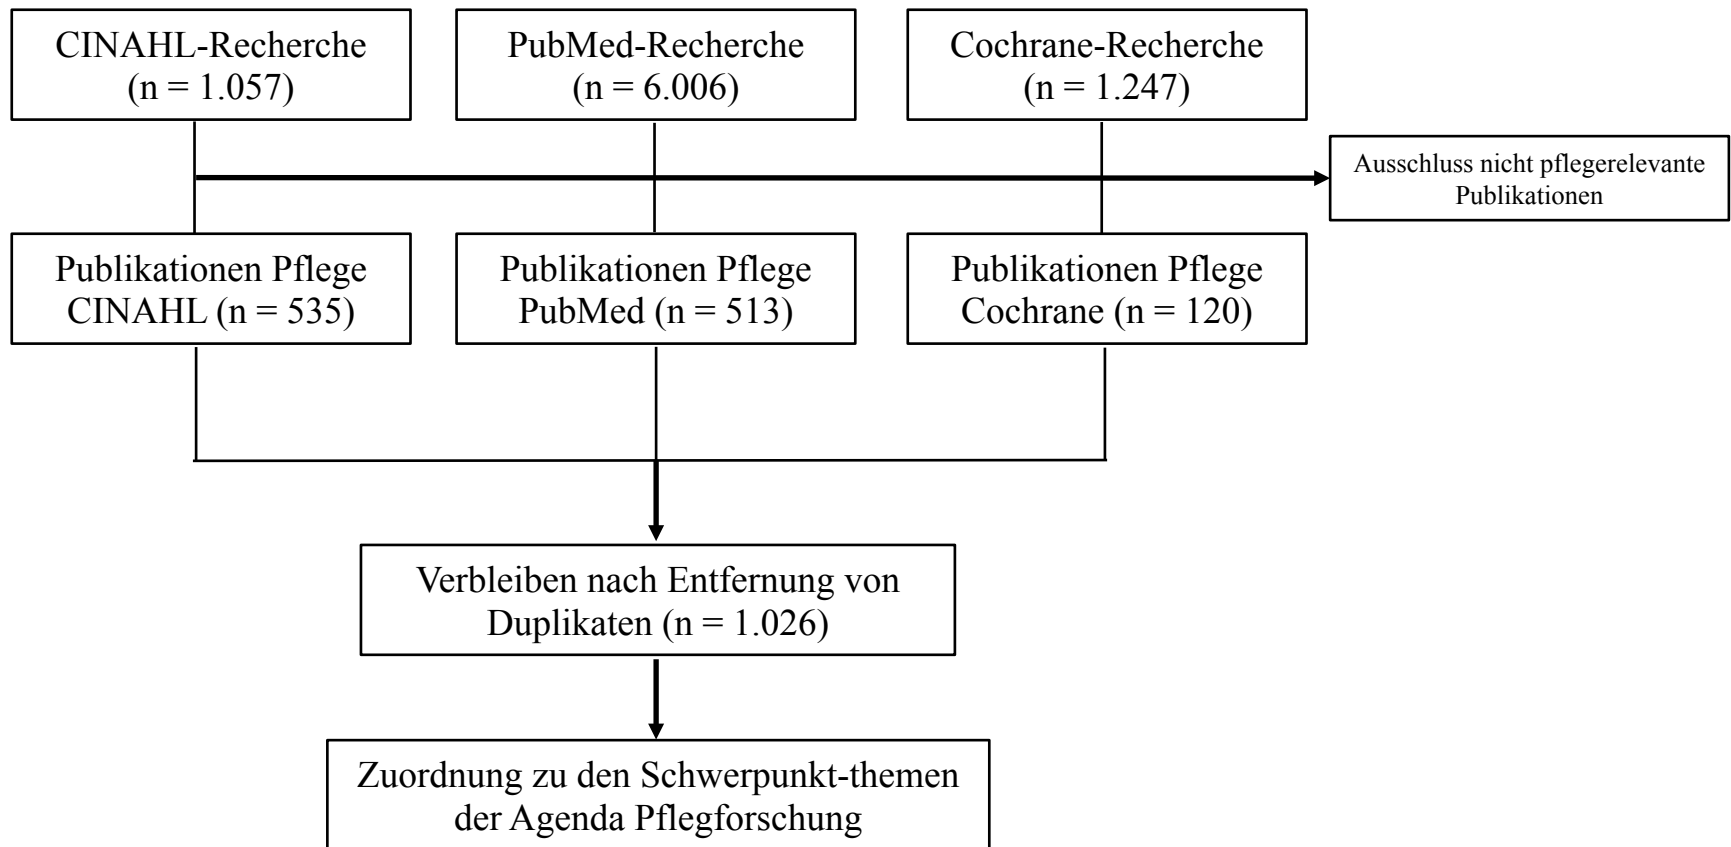 CINAHL-Recherche
(n = 1.057)
PubMed-Recherche
(n = 6.006)
Cochrane-Recherche
(n = 1.247)
Ausschluss nicht pflegerelevante
Publikationen
Publikationen Pflege
CINAHL (n = 535)
Publikationen Pflege
PubMed (n = 513)
Publikationen Pflege
Cochrane (n = 120)
Verbleiben nach Entfernung von
Duplikaten (n = 1.026)
Zuordnung zu den Schwerpunkt-themen
der Agenda Pflegforschung